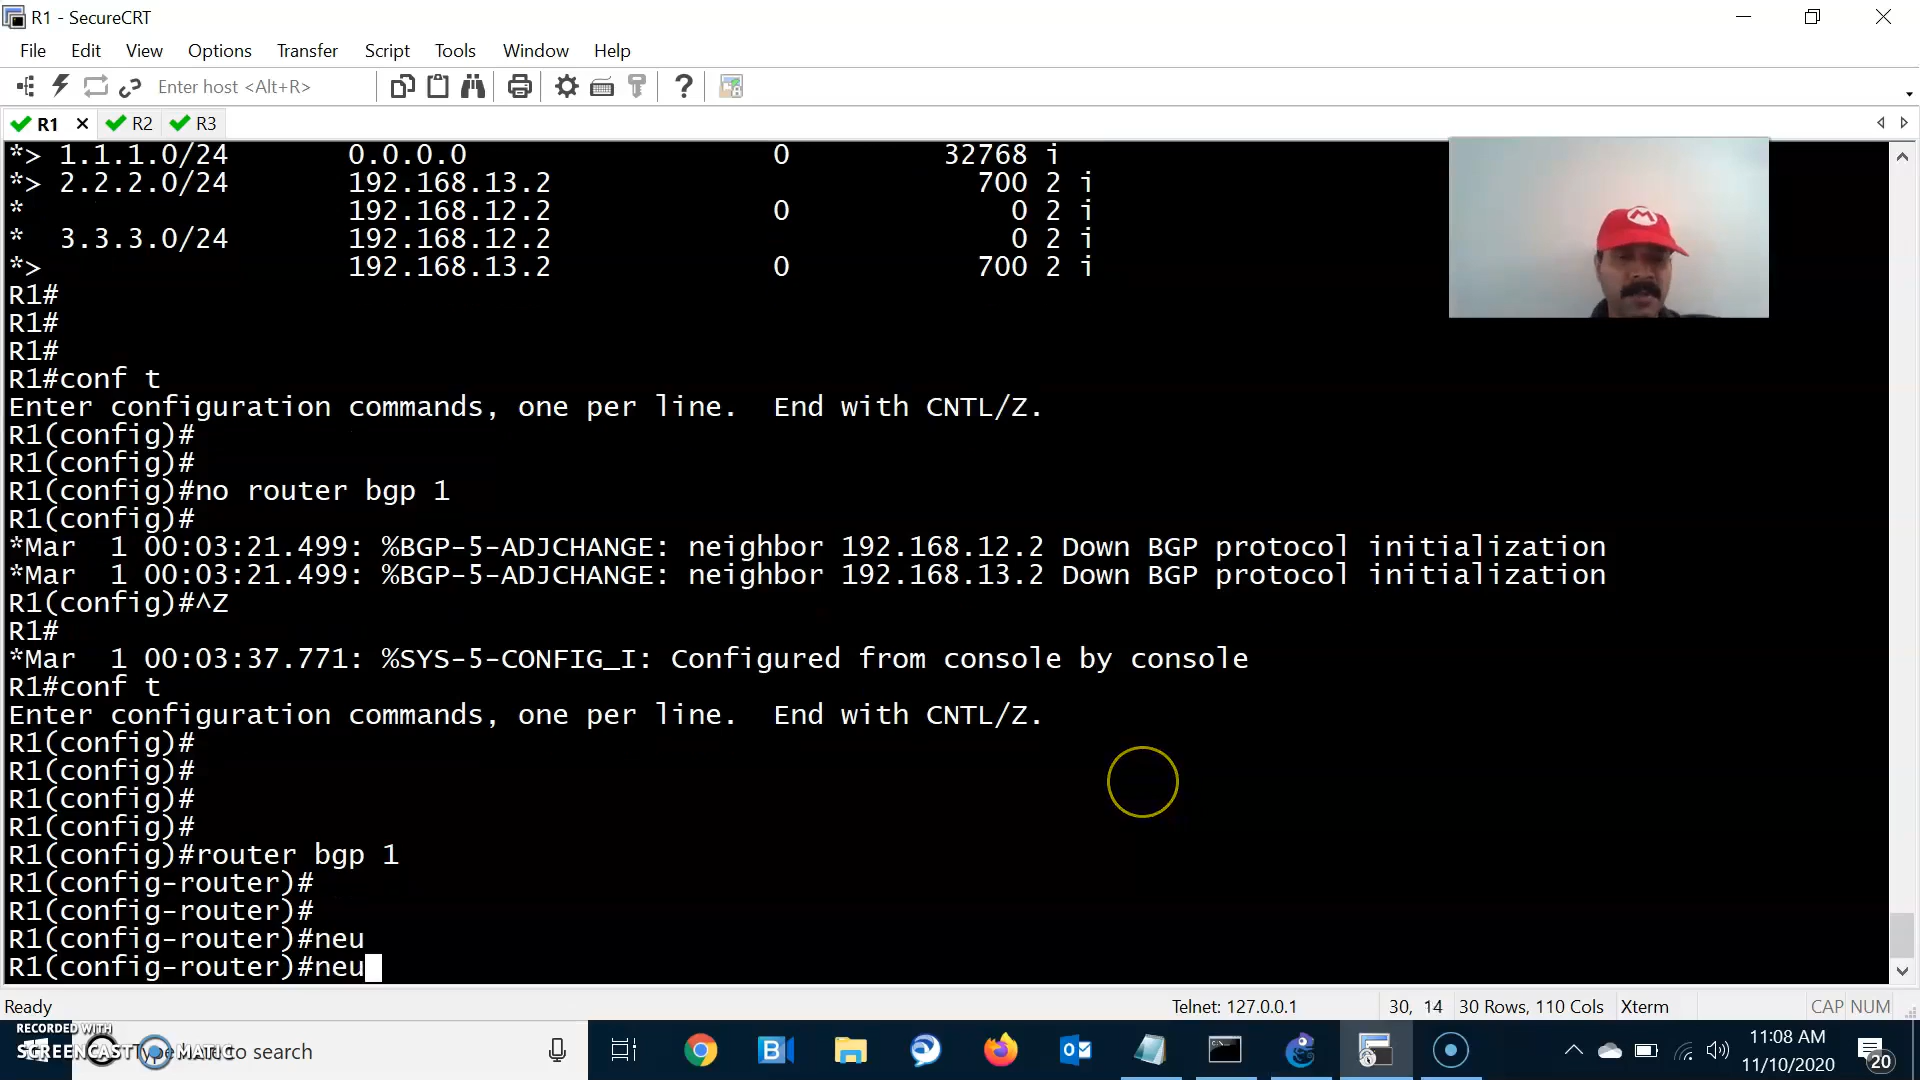 R1 - SecureCRT
File Edit View Options Transfer Script Tools Window Help
Enter host <Alt+R>
R1 R2 R3
*> 1.1.1.0/24 0.0.0.0 0 32768 i
*> 2.2.2.0/24 192.168.13.2 700 2 i
* 192.168.12.2 0 0 2 i
* 3.3.3.0/24 192.168.12.2 0 2 i
*> 192.168.13.2 0 700 2 i
R1#
R1#
R1#
R1#conf t
Enter configuration commands, one per line. End with CNTL/Z.
R1(config)#
R1(config)#
R1(config)#no router bgp 1
R1(config)#
*Mar 1 00:03:21.499: %BGP-5-ADJCHANGE: neighbor 192.168.12.2 Down BGP protocol initialization
*Mar 1 00:03:21.499: %BGP-5-ADJCHANGE: neighbor 192.168.13.2 Down BGP protocol initialization
R1(config)#^Z
R1#
*Mar 1 00:03:37.771: %SYS-5-CONFIG_I: Configured from console by console
R1#conf t
Enter configuration commands, one per line. End with CNTL/Z.
R1(config)#
R1(config)#
R1(config)#
R1(config)#
R1(config)#router bgp 1
R1(config-router)#
R1(config-router)#
R1(config-router)#neu
R1(config-router)#neu
Ready Telnet: 127.0.0.1 30, 14 30 Rows, 110 Cols Xterm CAP NUM
RECORDED WITH
SCREENCAST MATIC
Type here to search
11:08 AM
11/10/2020
20